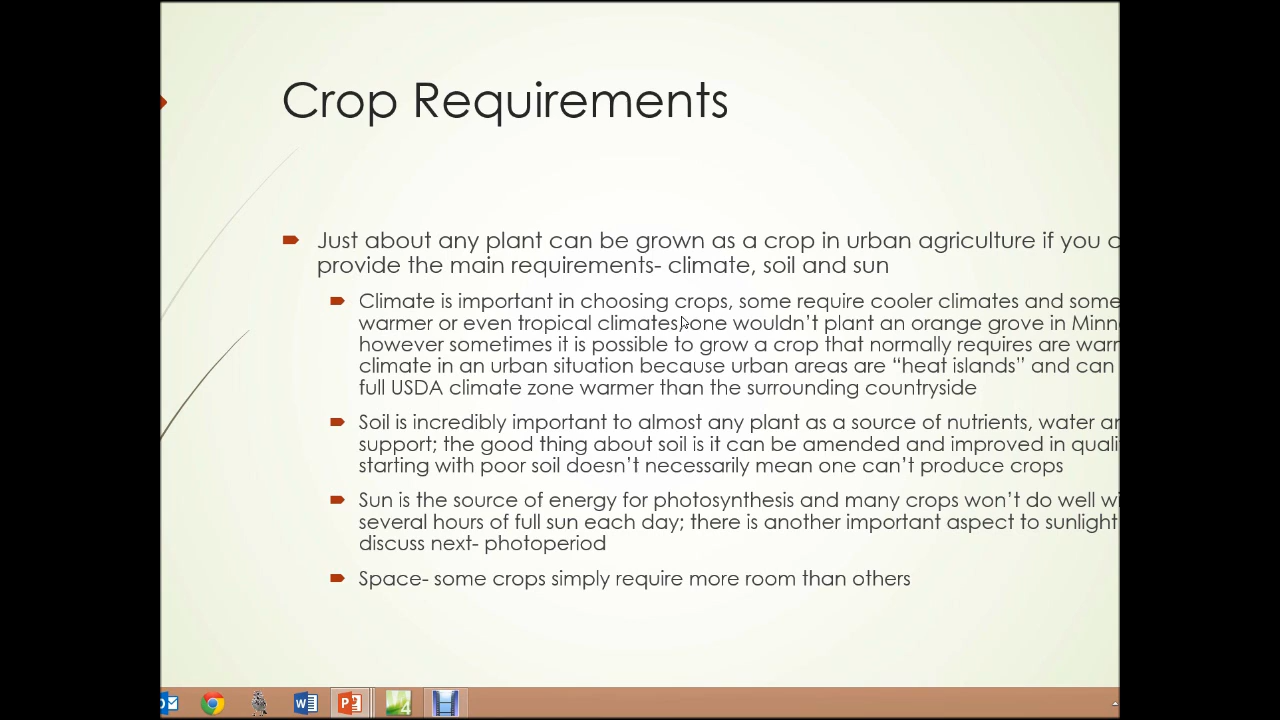 Crop Requirements
Just about any plant can be grown as a crop in urban agriculture if you
provide the main requirements- climate, soil and sun
Climate is important in choosing crops, some require cooler climates and some
warmer or even tropical climates, one wouldn't plant an orange grove in
however sometimes it is possible to grow a crop that normally requires are
climate in an urban situation because urban areas are “heat islands” and can
full USDA climate zone warmer than the surrounding countryside
Soil is incredibly important to almost any plant as a source of nutrients, water
support; the good thing about soil is it can be amended and improved in
starting with poor soil doesn't necessarily mean one can't produce crops
Sun is the source of energy for photosynthesis and many crops won't do well
several hours of full sun each day; there is another important aspect to sunlight
discuss next- photoperiod
Space- some crops simply require more room than others